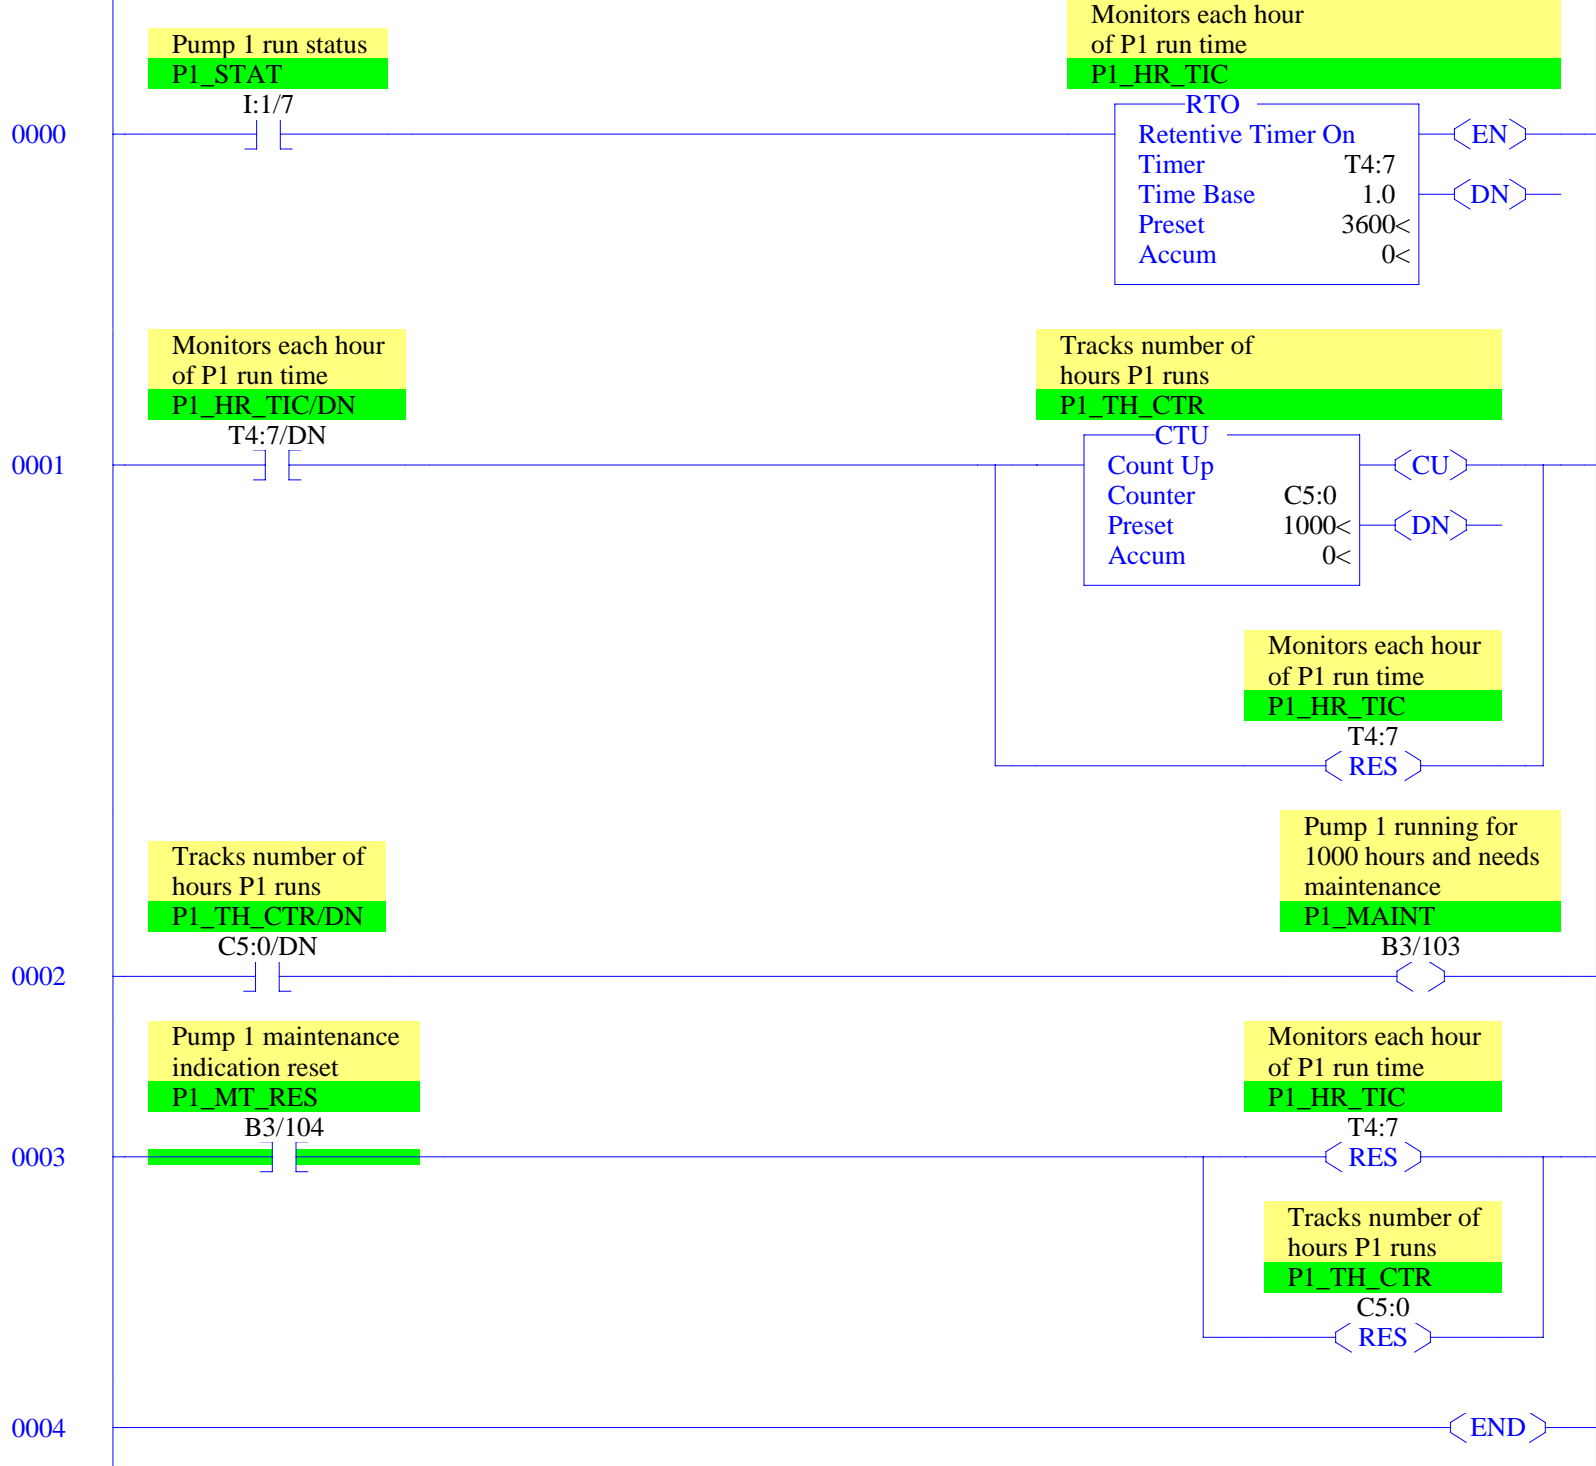 Pump 1 run status
P1_STAT
I:1/7
Monitors each hour
of P1 run time
P1_HR_TIC
0000
RTO
Retentive Timer On
Timer T4:7
Time Base 1.0
Preset 3600<
Accum 0<
EN
DN
Monitors each hour
of P1 run time
P1_HR_TIC/DN
T4:7/DN
Tracks number of
hours P1 runs
P1_TH_CTR
0001
CTU
Count Up
Counter C5:0
Preset 1000<
Accum 0<
CU
DN
Monitors each hour
of P1 run time
P1_HR_TIC
T4:7
RES
Tracks number of
hours P1 runs
P1_TH_CTR/DN
C5:0/DN
Pump 1 running for
1000 hours and needs
maintenance
P1_MAINT
B3/103
0002
Pump 1 maintenance
indication reset
P1_MT_RES
B3/104
Monitors each hour
of P1 run time
P1_HR_TIC
T4:7
0003
RES
Tracks number of
hours P1 runs
P1_TH_CTR
C5:0
RES
0004
END